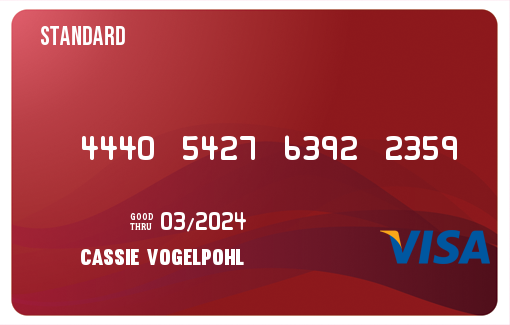 STANDARD
4440 5427 6392 2359
GOOD THRU 03/2024
CASSIE VOGELPOHL
VISA